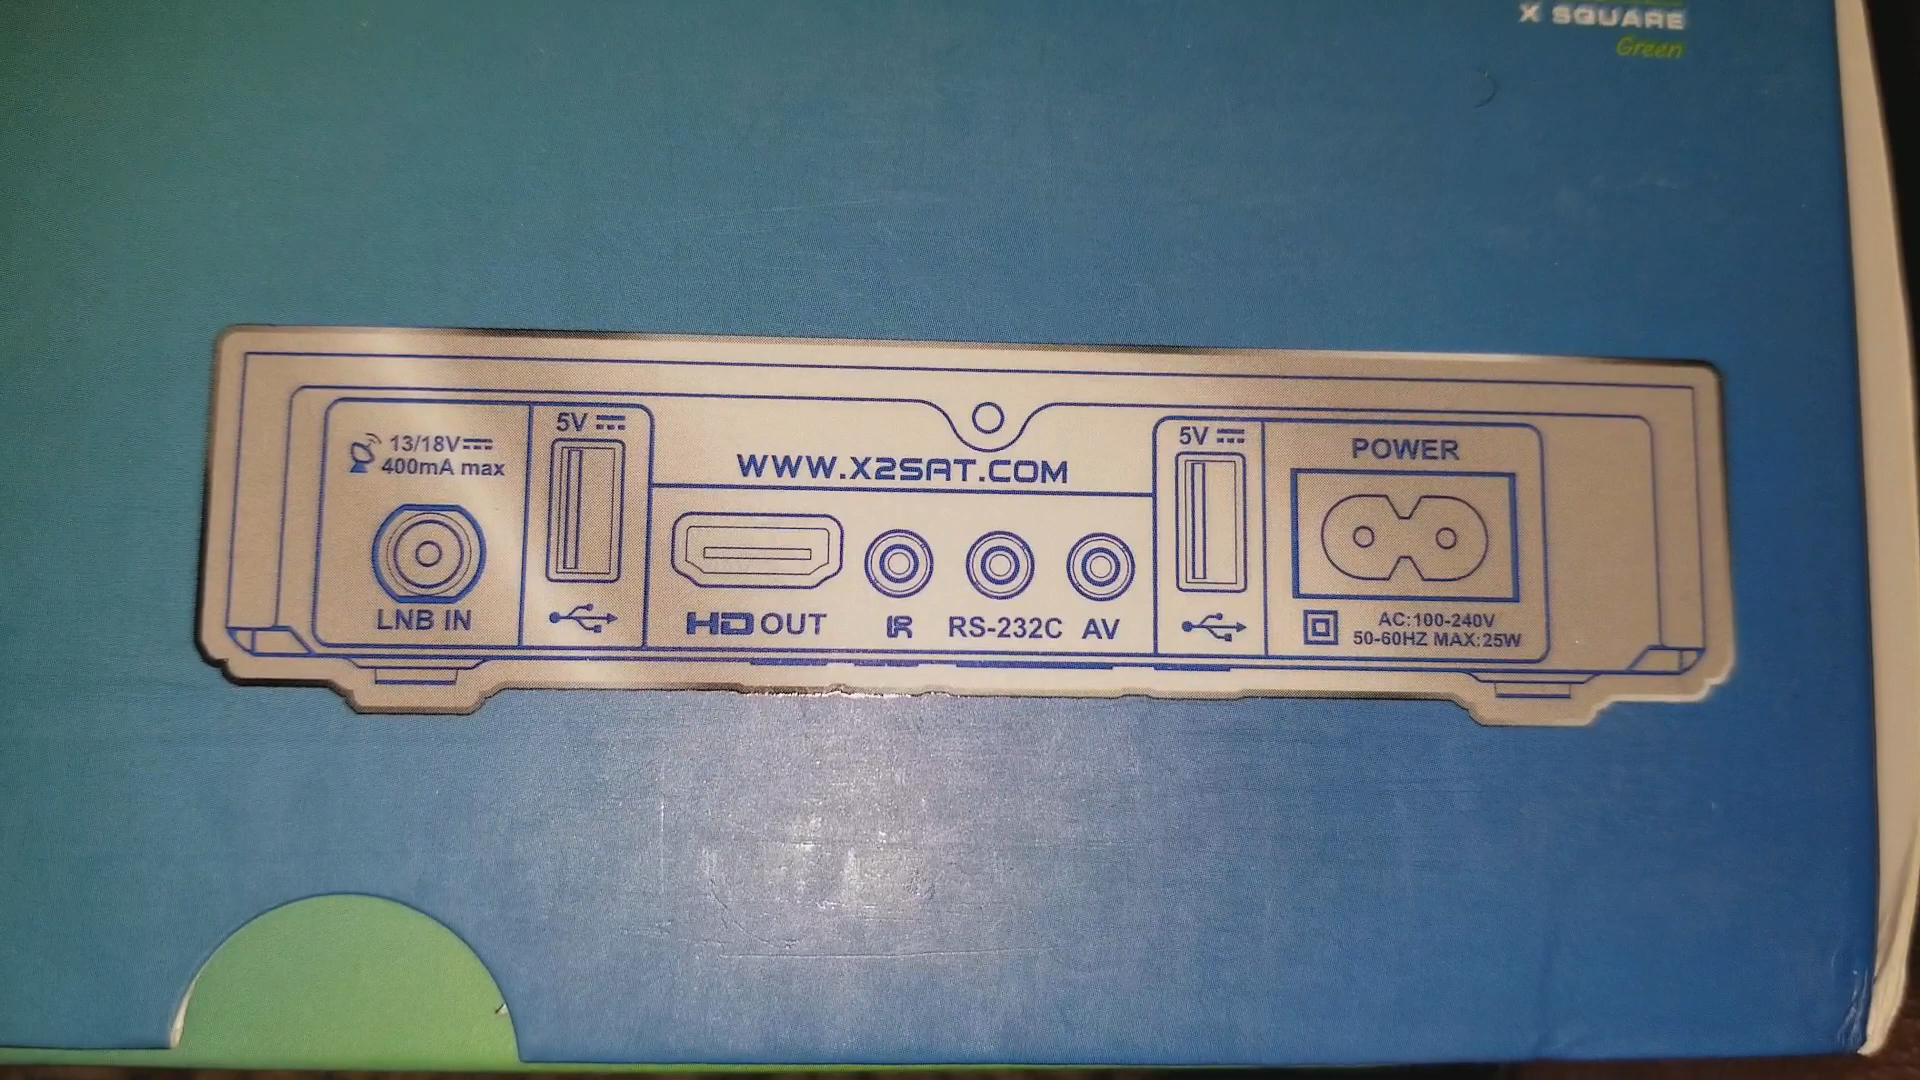 X SQUARE
Green
13/18V
400mA max
5V
WWW.X2SAT.COM
5V
POWER
LNB IN
HD OUT
IR
RS-232C
AV
AC:100-240V
50-60HZ MAX:25W